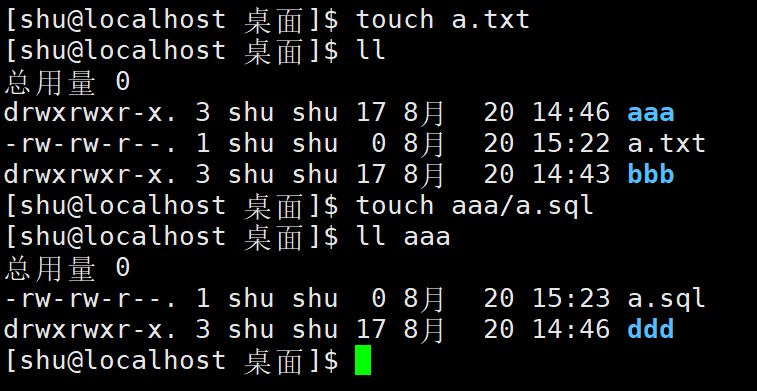 [shu@localhost 桌面]$ touch a.txt
[shu@localhost 桌面]$ ll
总用量 0
drwxrwxr-x. 3 shu shu 17 8月  20 14:46 aaa
-rw-rw-r--. 1 shu shu  0 8月  20 15:22 a.txt
drwxrwxr-x. 3 shu shu 17 8月  20 14:43 bbb
[shu@localhost 桌面]$ touch aaa/a.sql
[shu@localhost 桌面]$ ll aaa
总用量 0
-rw-rw-r--. 1 shu shu  0 8月  20 15:23 a.sql
drwxrwxr-x. 3 shu shu 17 8月  20 14:46 ddd
[shu@localhost 桌面]$